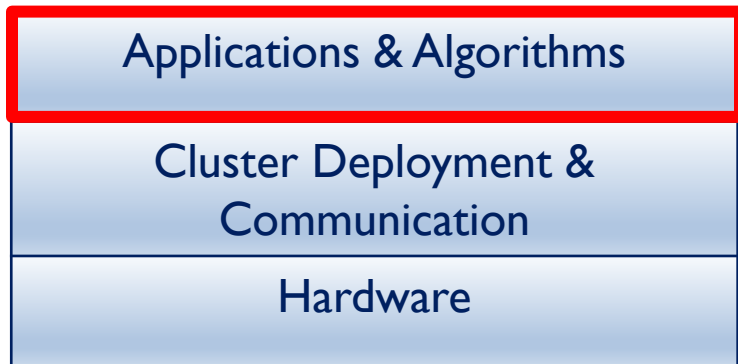 Applications & Algorithms
Cluster Deployment &
Communication
Hardware